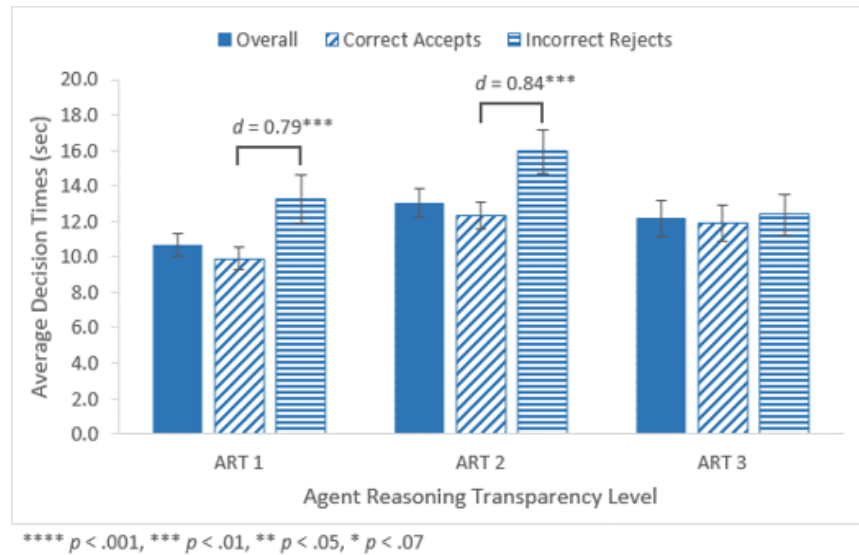 Overall Correct Accepts Incorrect Rejects
d = 0.84***
d = 0.79***
Average Decision Times (sec)
20.0
18.0
16.0
14.0
12.0
10.0
8.0
6.0
4.0
2.0
0.0
ART 1 ART 2 ART 3
Agent Reasoning Transparency Level
**** p < .001, *** p < .01, ** p < .05, * p < .07